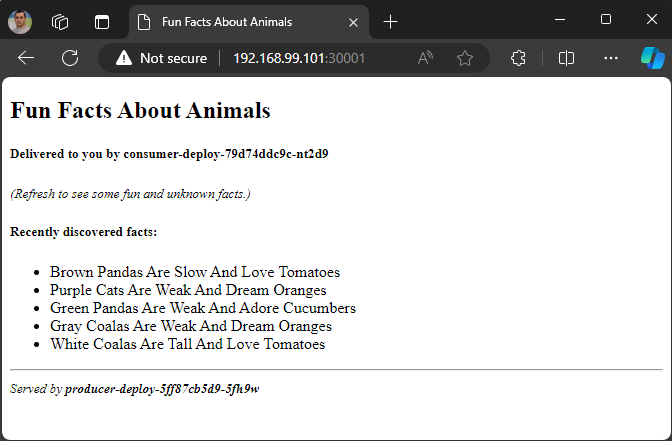 Fun Facts About Animals
Not secure 192.168.99.101:30001
Fun Facts About Animals
Delivered to you by consumer-deploy-79d74ddc9c-nt2d9
(Refresh to see some fun and unknown facts.)
Recently discovered facts:
Brown Pandas Are Slow And Love Tomatoes
Purple Cats Are Weak And Dream Oranges
Green Pandas Are Weak And Adore Cucumbers
Gray Coalas Are Weak And Dream Oranges
White Coalas Are Tall And Love Tomatoes
Served by producer-deploy-5ff87cb5d9-5fh9w